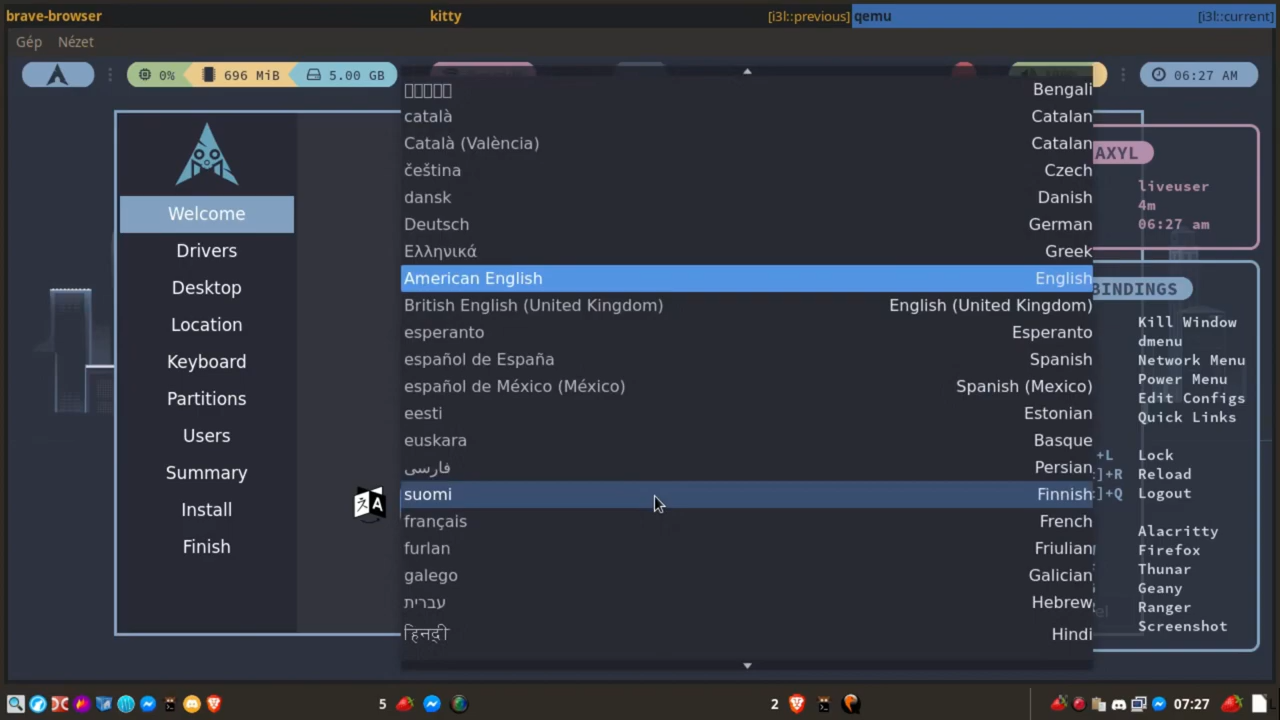 brave-browser kitty [i3l::previous] qemu [i3l::current]
Gép Nézet
0% 696 MiB 5.00 GB 06:27 AM
Bengali
català Catalan
Català (València) Catalan
čeština Czech
dansk Danish
Deutsch German
Ελληνικά Greek
American English English
British English (United Kingdom) English (United Kingdom)
esperanto Esperanto
español de España Spanish
español de México (México) Spanish (Mexico)
eesti Estonian
euskara Basque
فارسی Persian
suomi Finnish
français French
furlan Friulian
galego Galician
עברית Hebrew
हिन्दी Hindi
Welcome
Drivers
Desktop
Location
Keyboard
Partitions
Users
Summary
Install
Finish
AXYL
liveuser
4m
06:27 am
BINDINGS
Kill Window
dmenu
Network Menu
Power Menu
Edit Configs
Quick Links
+L Lock
]+R Reload
]+Q Logout
Alacritty
Firefox
Thunar
Geany
Ranger
Screenshot
5 2 07:27